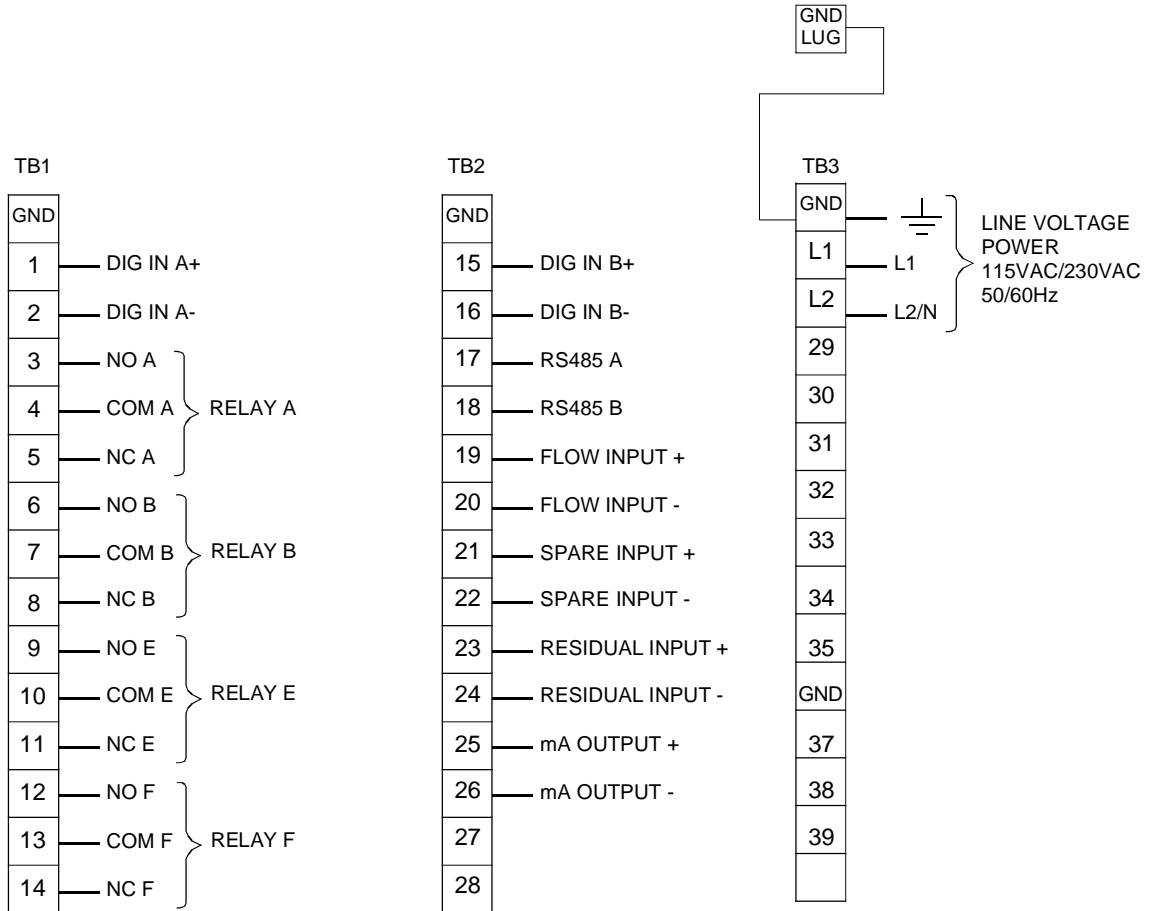 GND
LUG
TB1
GND
1 DIG IN A+
2 DIG IN A-
3 NO A
4 COM A
5 NC A
RELAY A
6 NO B
7 COM B
8 NC B
RELAY B
9 NO E
10 COM E
11 NC E
RELAY E
12 NO F
13 COM F
14 NC F
RELAY F
TB2
GND
15 DIG IN B+
16 DIG IN B-
17 RS485 A
18 RS485 B
19 FLOW INPUT +
20 FLOW INPUT -
21 SPARE INPUT +
22 SPARE INPUT -
23 RESIDUAL INPUT +
24 RESIDUAL INPUT -
25 mA OUTPUT +
26 mA OUTPUT -
27
28
TB3
GND
L1 L1
L2 L2/N
LINE VOLTAGE
POWER
115VAC/230VAC
50/60Hz
29
30
31
32
33
34
35
GND
37
38
39